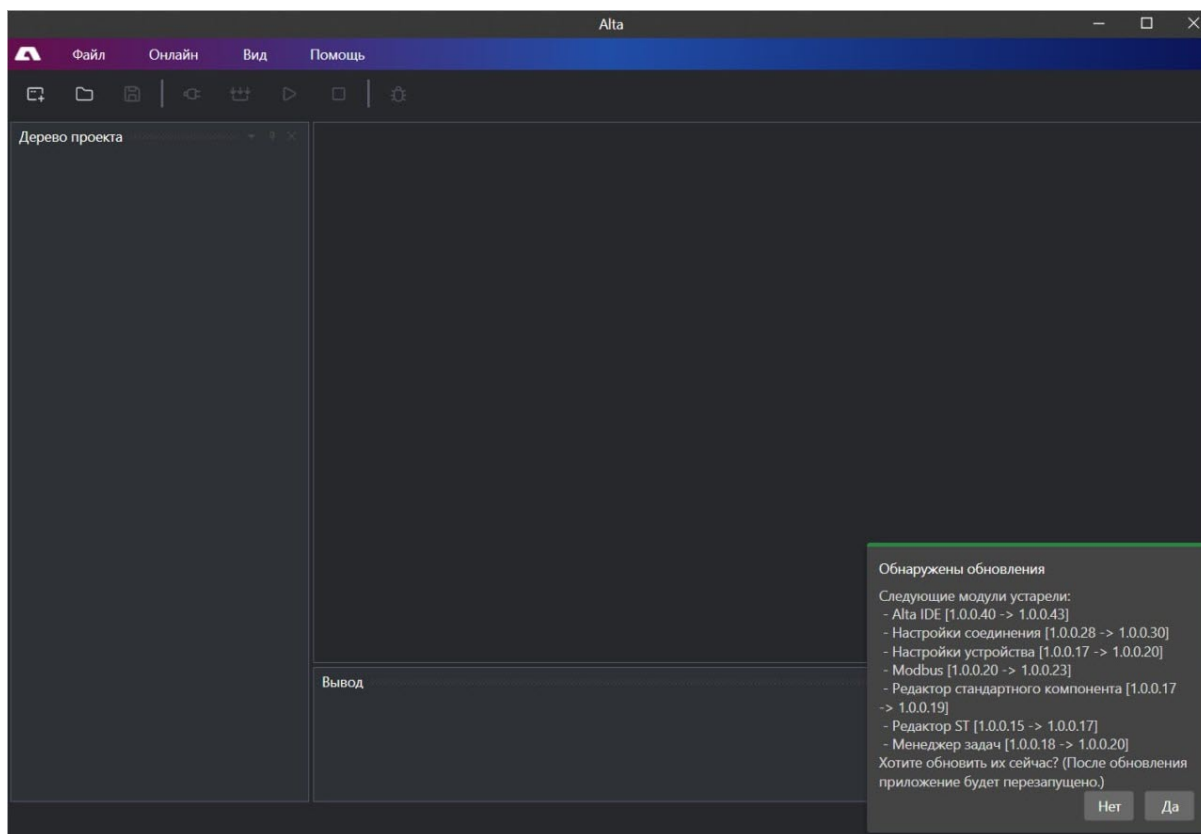 Alta
Файл Онлайн Вид Помощь
Дерево проекта
Вывод
Обнаружены обновления
Следующие модули устарели:
- Alta IDE [1.0.0.40 -> 1.0.0.43]
- Настройки соединения [1.0.0.28 -> 1.0.0.30]
- Настройки устройства [1.0.0.17 -> 1.0.0.20]
- Modbus [1.0.0.20 -> 1.0.0.23]
- Редактор стандартного компонента [1.0.0.17
-> 1.0.0.19]
- Редактор ST [1.0.0.15 -> 1.0.0.17]
- Менеджер задач [1.0.0.18 -> 1.0.0.20]
Хотите обновить их сейчас? (После обновления
приложение будет перезапущено.)
Нет Да